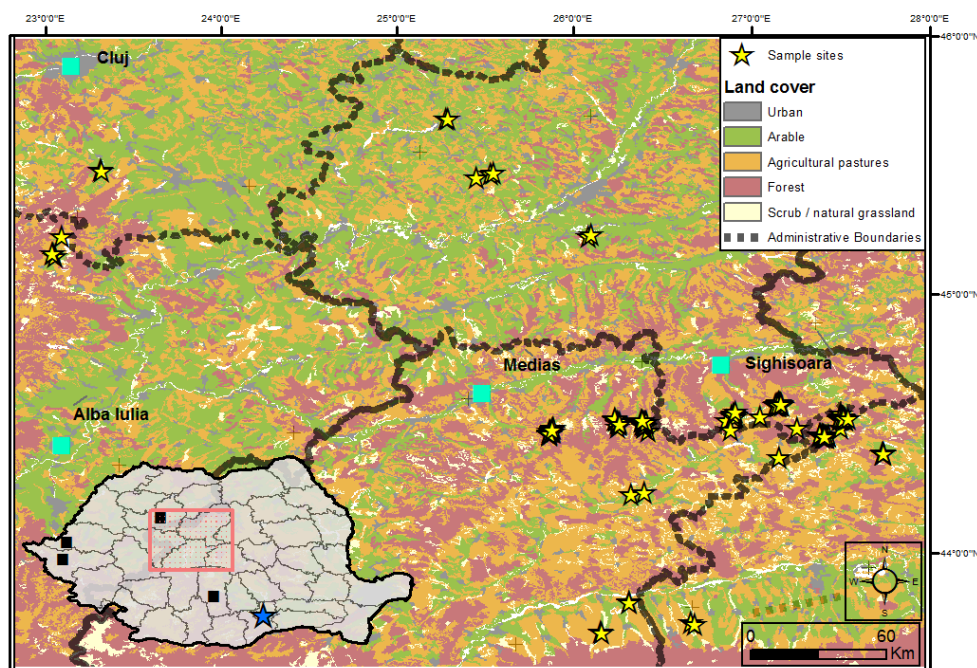 23°0'0"E 24°0'0"E 25°0'0"E 26°0'0"E 27°0'0"E 28°0'0"E
46°0'0"N
Cluj
Sample sites
Land cover
Urban
Arable
Agricultural pastures
Forest
Scrub / natural grassland
Administrative Boundaries
45°0'0"N
Medias
Sighisoara
Alba Iulia
44°0'0"N
N
W E
S
0 60
Km